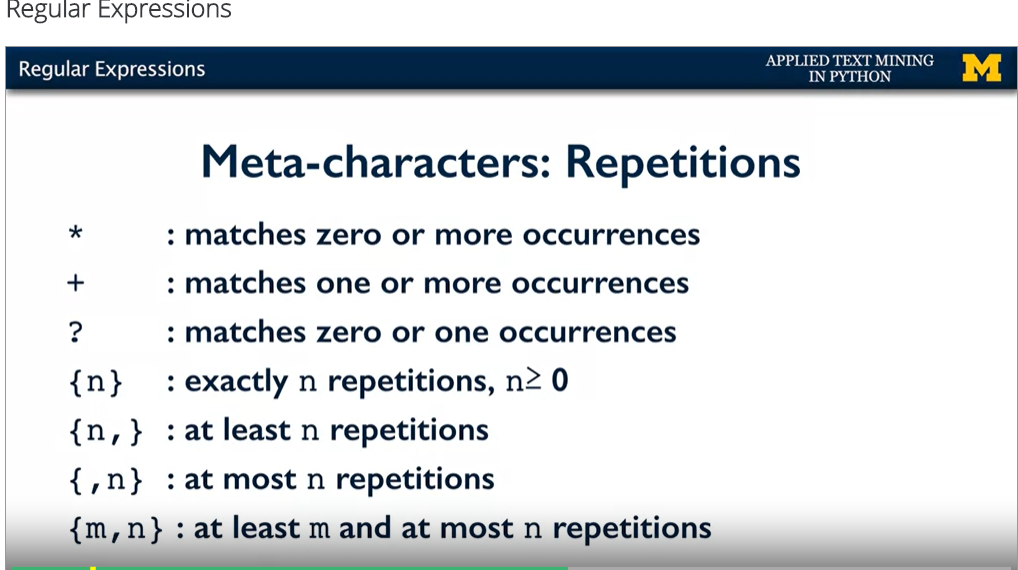 Regular Expressions
Regular Expressions
APPLIED TEXT MINING
IN PYTHON
M
Meta-characters: Repetitions
* : matches zero or more occurrences
+ : matches one or more occurrences
? : matches zero or one occurrences
{n} : exactly n repetitions, n≥ 0
{n,} : at least n repetitions
{,n} : at most n repetitions
{m,n} : at least m and at most n repetitions